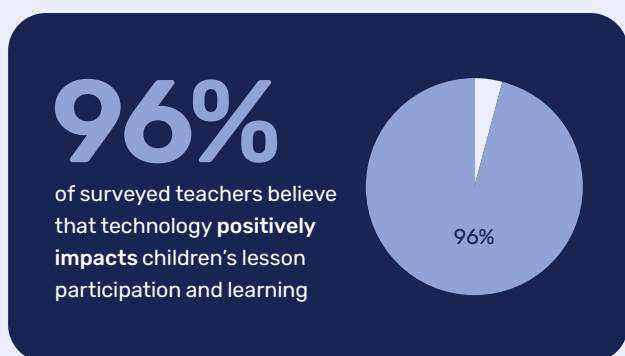 96%
of surveyed teachers believe
that technology positively
impacts children’s lesson
participation and learning
96%